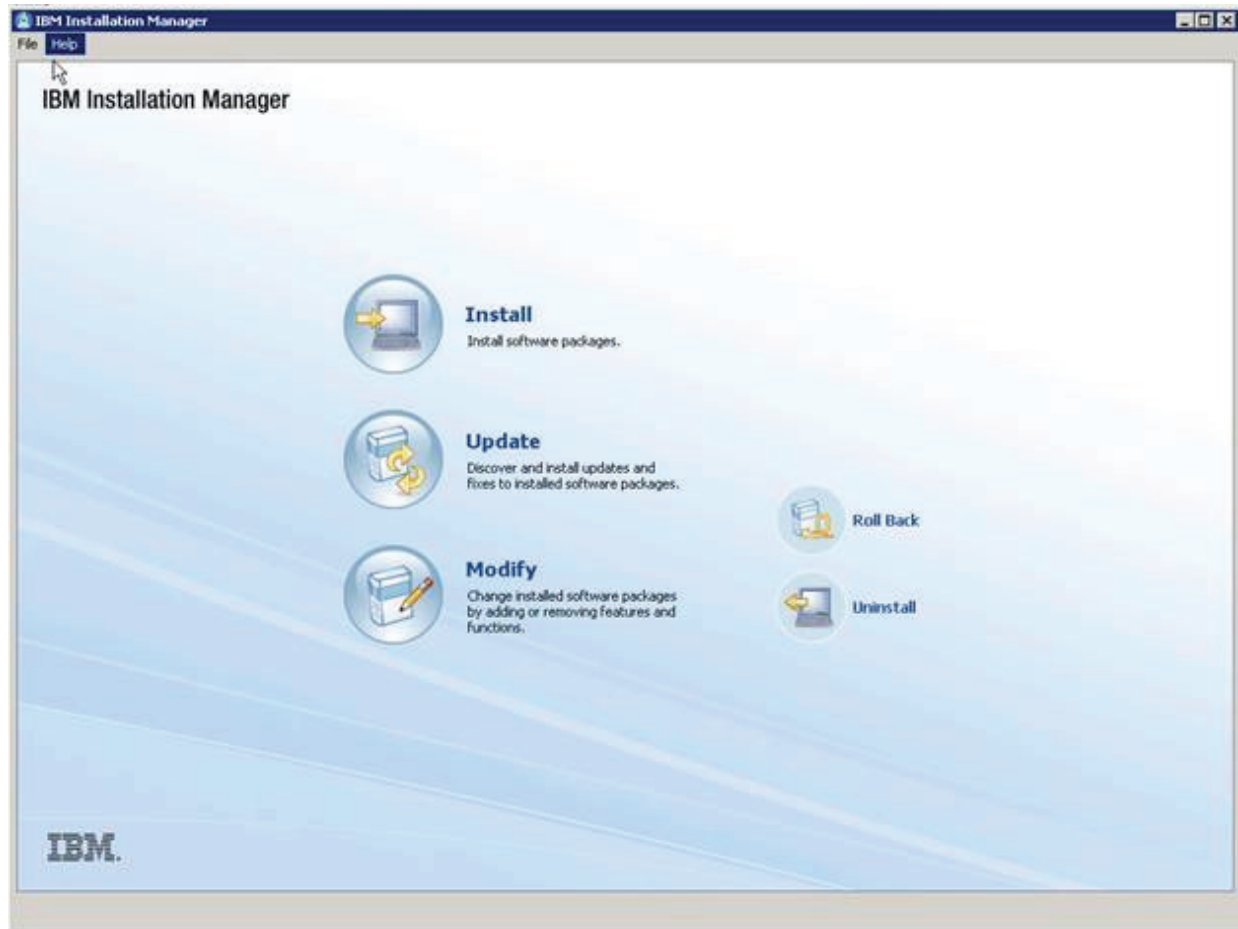 IBM Installation Manager
File Help
IBM Installation Manager
Install
Install software packages.
Update
Discover and install updates and
fixes to installed software packages.
Roll Back
Modify
Change installed software packages
by adding or removing features and
functions.
Uninstall
IBM.